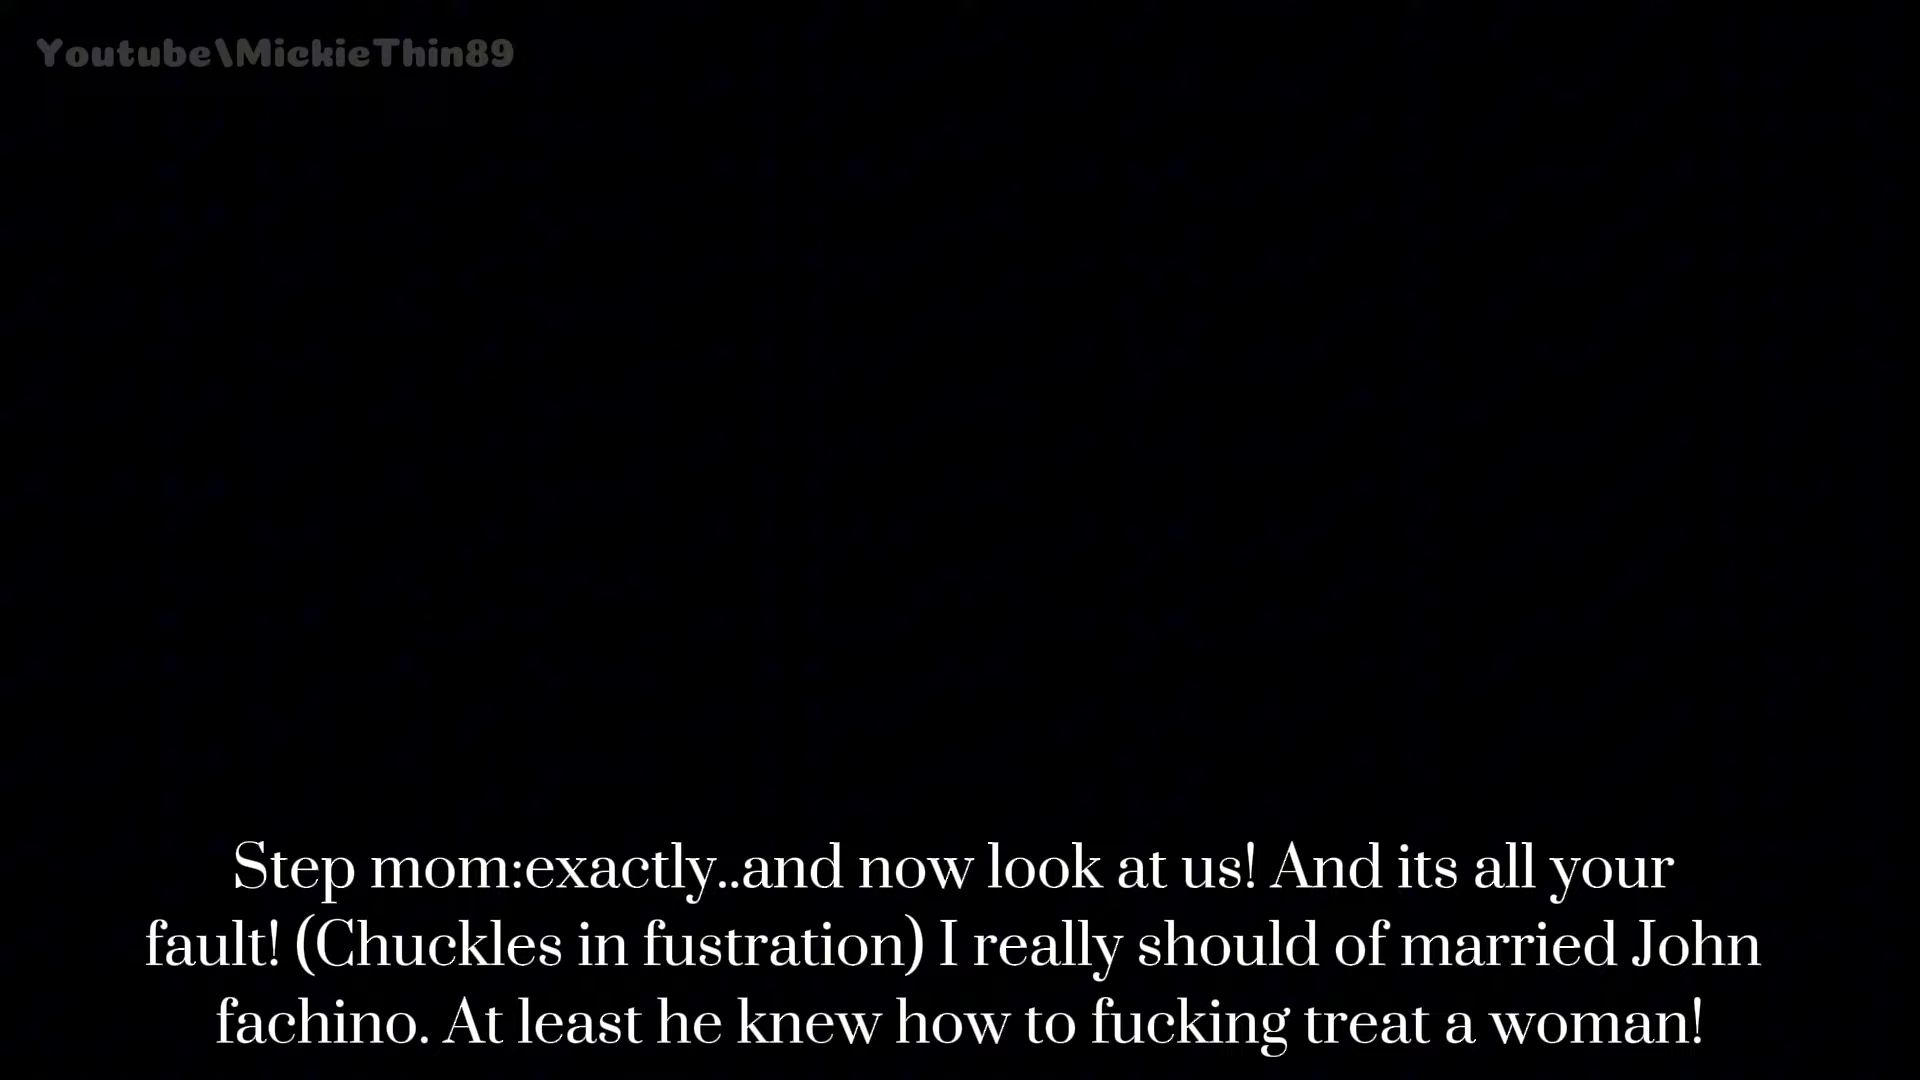 Youtube\MickieThin89
Step mom:exactly..and now look at us! And its all your
fault! (Chuckles in fustration) I really should of married John
fachino. At least he knew how to fucking treat a woman!